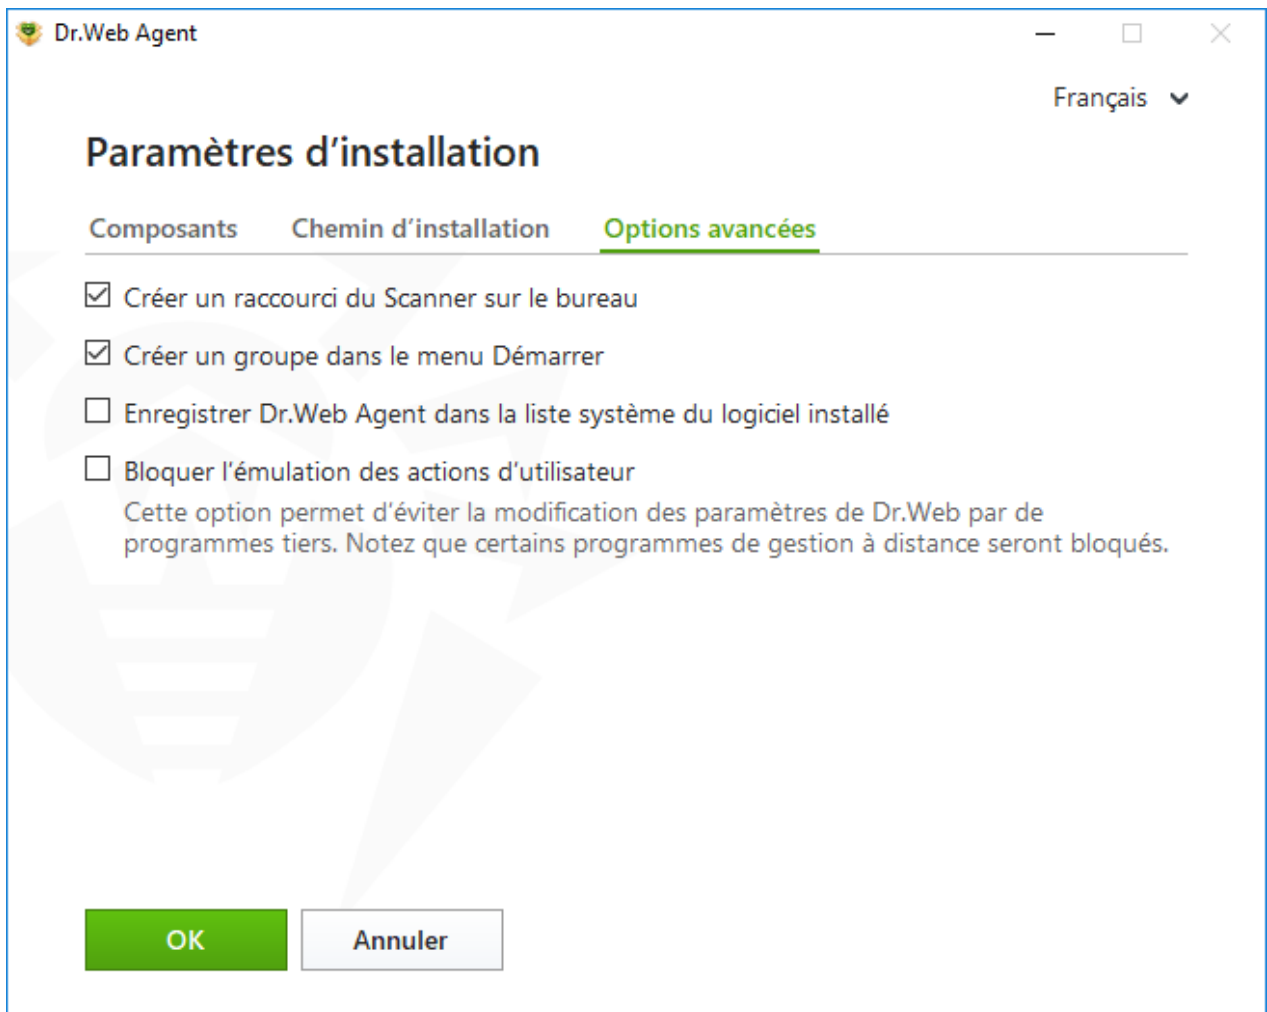 Dr.Web Agent
Français
Paramètres d’installation
Composants Chemin d’installation Options avancées
Créer un raccourci du Scanner sur le bureau
Créer un groupe dans le menu Démarrer
Enregistrer Dr.Web Agent dans la liste système du logiciel installé
Bloquer l’émulation des actions d’utilisateur
Cette option permet d’éviter la modification des paramètres de Dr.Web par de
programmes tiers. Notez que certains programmes de gestion à distance seront bloqués.
OK Annuler